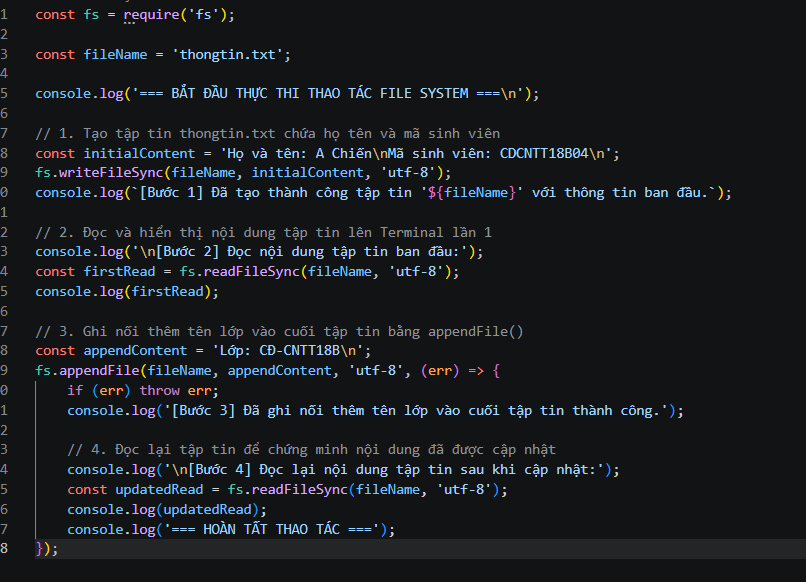 1 const fs = require('fs');
2
3 const fileName = 'thongtin.txt';
4
5 console.log('=== BẮT ĐẦU THỰC THI THAO TÁC FILE SYSTEM ===\n');
6
7 // 1. Tạo tập tin thongtin.txt chứa họ tên và mã sinh viên
8 const initialContent = 'Họ và tên: A Chiến\nMã sinh viên: CDCNTT18B04\n';
9 fs.writeFileSync(fileName, initialContent, 'utf-8');
0 console.log(`[Bước 1] Đã tạo thành công tập tin '${fileName}' với thông tin ban đầu.`);
1
2 // 2. Đọc và hiển thị nội dung tập tin lên Terminal lần 1
3 console.log('\n[Bước 2] Đọc nội dung tập tin ban đầu:');
4 const firstRead = fs.readFileSync(fileName, 'utf-8');
5 console.log(firstRead);
6
7 // 3. Ghi nối thêm tên lớp vào cuối tập tin bằng appendFile()
8 const appendContent = 'Lớp: CĐ-CNTT18B\n';
9 fs.appendFile(fileName, appendContent, 'utf-8', (err) => {
0     if (err) throw err;
1     console.log('[Bước 3] Đã ghi nối thêm tên lớp vào cuối tập tin thành công.');
2
3     // 4. Đọc lại tập tin để chứng minh nội dung đã được cập nhật
4     console.log('\n[Bước 4] Đọc lại nội dung tập tin sau khi cập nhật:');
5     const updatedRead = fs.readFileSync(fileName, 'utf-8');
6     console.log(updatedRead);
7     console.log('=== HOÀN TẤT THAO TÁC ===');
8 });